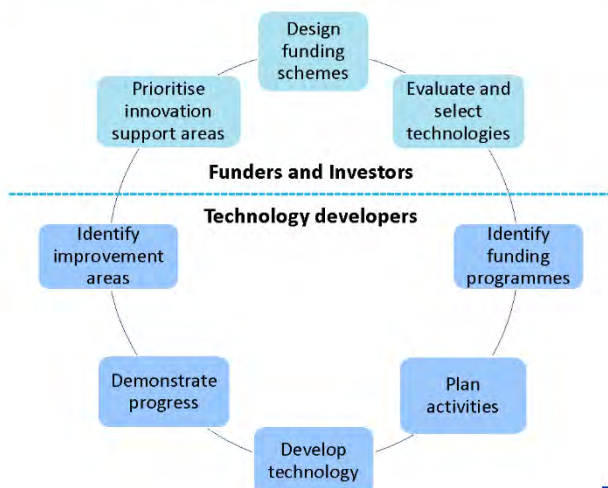 Design
funding
schemes
Prioritise
innovation
support areas
Evaluate and
select
technologies
Funders and Investors
Technology developers
Identify
improvement
areas
Identify
funding
programmes
Demonstrate
progress
Plan
activities
Develop
technology